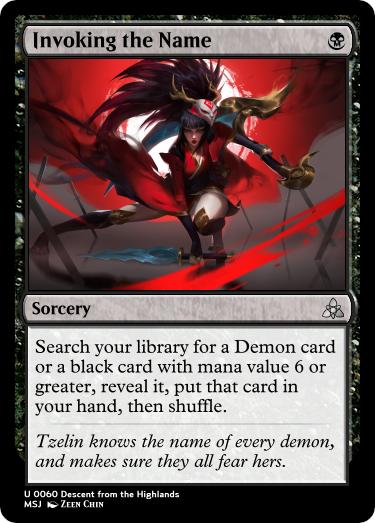 Invoking the Name
Sorcery
Search your library for a Demon card
or a black card with mana value 6 or
greater, reveal it, put that card in
your hand, then shuffle.
Tzelin knows the name of every demon,
and makes sure they all fear hers.
U 0060 Descent from the Highlands
MSJ Zeen Chin